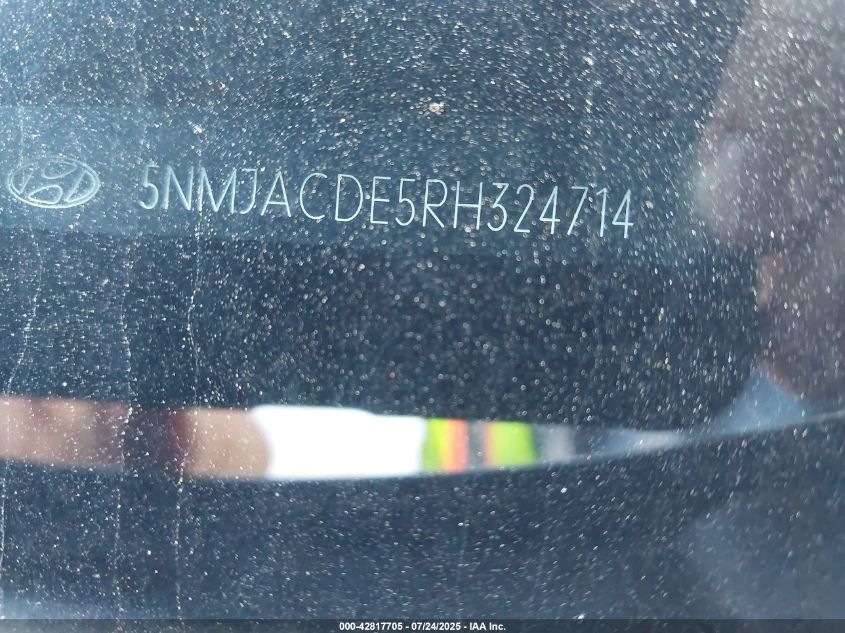 5NMJACDE5RH324714
000-42817705 - 07/24/2025 - IAA Inc.